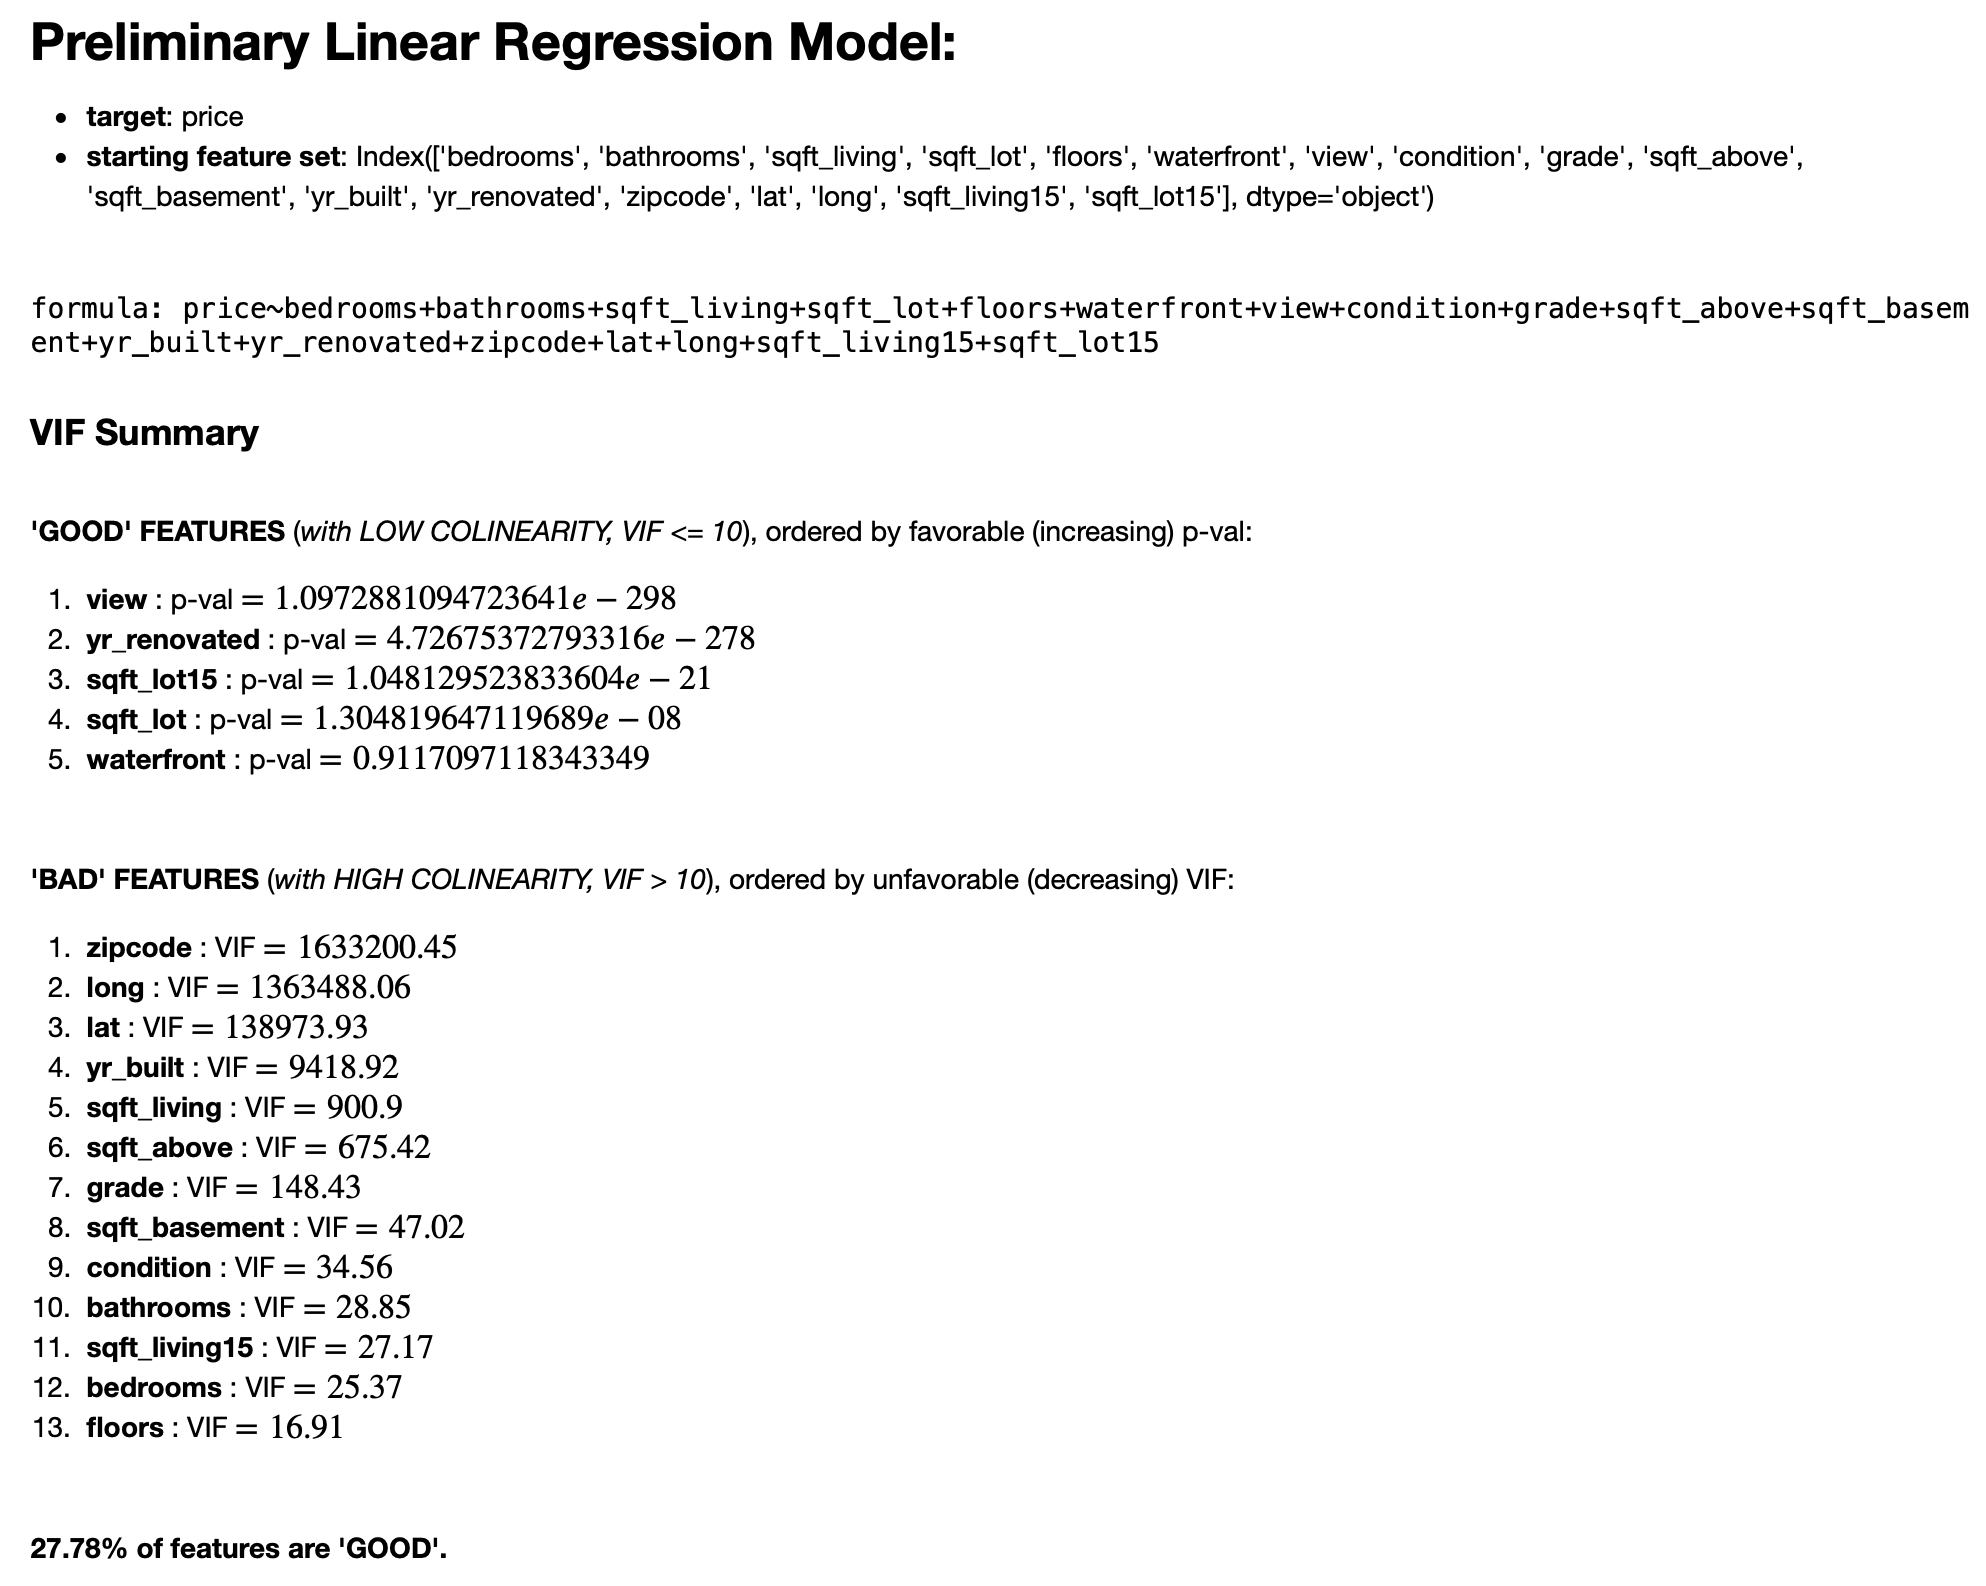 Preliminary Linear Regression Model:
• target: price
• starting feature set: Index(['bedrooms', 'bathrooms', 'sqft_living', 'sqft_lot', 'floors', 'waterfront', 'view', 'condition', 'grade', 'sqft_above',
'sqft_basement', 'yr_built', 'yr_renovated', 'zipcode', 'lat', 'long', 'sqft_living15', 'sqft_lot15'], dtype='object')
formula: price~bedrooms+bathrooms+sqft_living+sqft_lot+floors+waterfront+view+condition+grade+sqft_above+sqft_basem
ent+yr_built+yr_renovated+zipcode+lat+long+sqft_living15+sqft_lot15
VIF Summary
'GOOD' FEATURES (with LOW COLINEARITY, VIF <= 10), ordered by favorable (increasing) p-val:
1. view : p-val = 1.0972881094723641e − 298
2. yr_renovated : p-val = 4.72675372793316e − 278
3. sqft_lot15 : p-val = 1.048129523833604e − 21
4. sqft_lot : p-val = 1.304819647119689e − 08
5. waterfront : p-val = 0.9117097118343349
'BAD' FEATURES (with HIGH COLINEARITY, VIF > 10), ordered by unfavorable (decreasing) VIF:
1. zipcode : VIF = 1633200.45
2. long : VIF = 1363488.06
3. lat : VIF = 138973.93
4. yr_built : VIF = 9418.92
5. sqft_living : VIF = 900.9
6. sqft_above : VIF = 675.42
7. grade : VIF = 148.43
8. sqft_basement : VIF = 47.02
9. condition : VIF = 34.56
10. bathrooms : VIF = 28.85
11. sqft_living15 : VIF = 27.17
12. bedrooms : VIF = 25.37
13. floors : VIF = 16.91
27.78% of features are 'GOOD'.